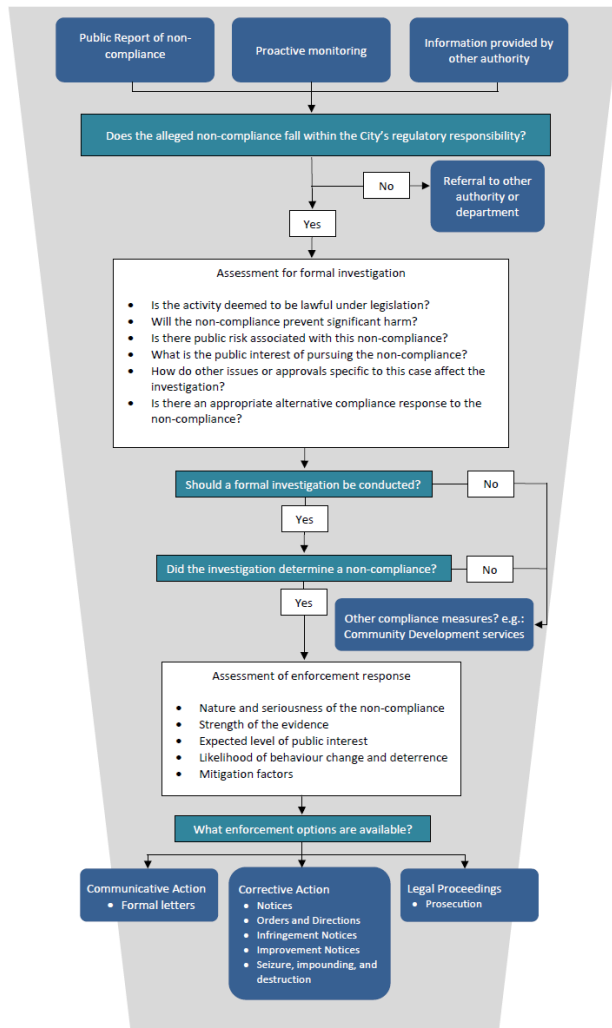 Public Report of non-
compliance
Proactive monitoring
Information provided by
other authority
Does the alleged non-compliance fall within the City's regulatory responsibility?
No
Referral to other
authority or
department
Yes
Assessment for formal investigation
• Is the activity deemed to be lawful under legislation?
• Will the non-compliance prevent significant harm?
• Is there public risk associated with this non-compliance?
• What is the public interest of pursuing the non-compliance?
• How do other issues or approvals specific to this case affect the
investigation?
• Is there an appropriate alternative compliance response to the
non-compliance?
Should a formal investigation be conducted?
No
Yes
Did the investigation determine a non-compliance?
No
Yes
Other compliance measures? e.g.:
Community Development services
Assessment of enforcement response
• Nature and seriousness of the non-compliance
• Strength of the evidence
• Expected level of public interest
• Likelihood of behaviour change and deterrence
• Mitigation factors
What enforcement options are available?
Communicative Action
• Formal letters
Corrective Action
• Notices
• Orders and Directions
• Infringement Notices
• Improvement Notices
• Seizure, impounding, and
destruction
Legal Proceedings
• Prosecution